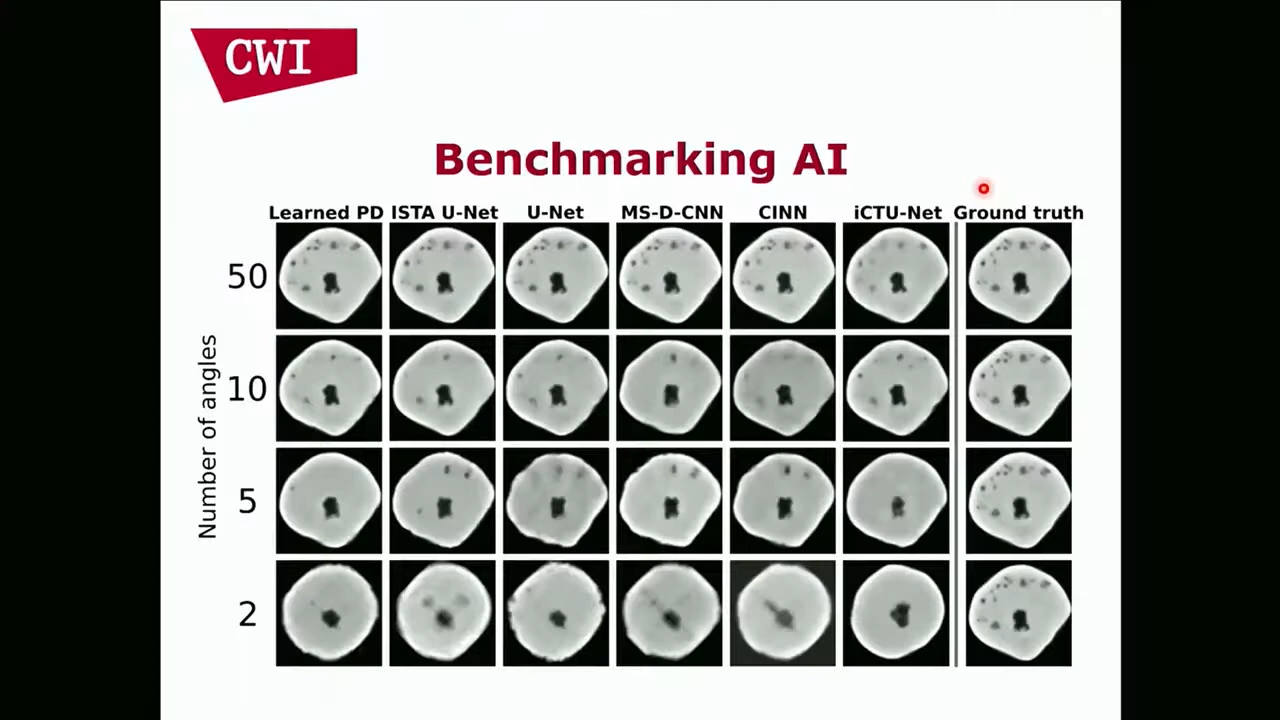 CWI
Benchmarking AI
Learned PD ISTA U-Net U-Net MS-D-CNN CINN iCTU-Net Ground truth
Number of angles
50
10
5
2